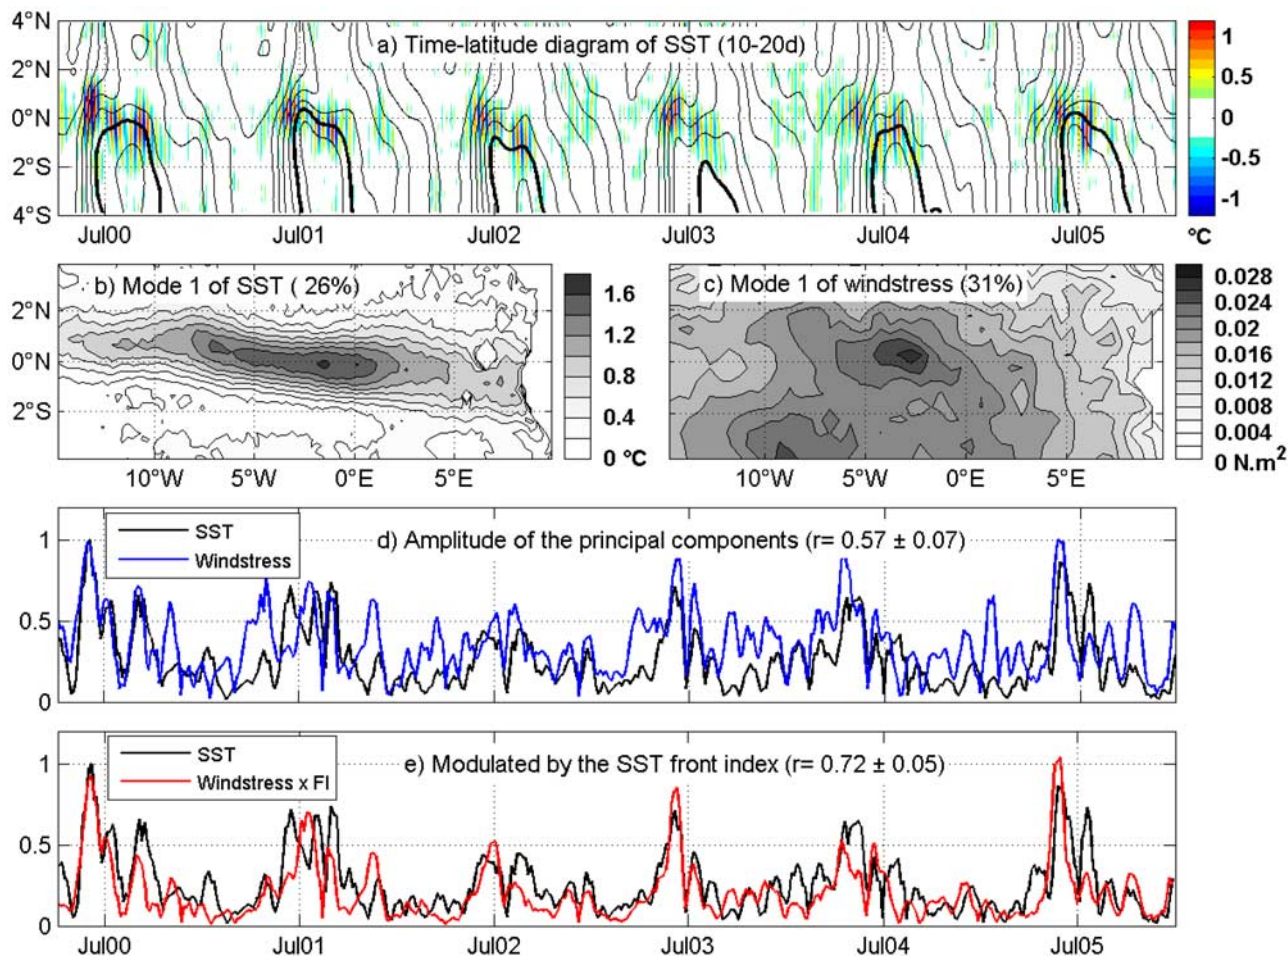 4°N
2°N
0°N
2°S
4°S
a) Time-latitude diagram of SST (10-20d)
1
0.5
0
-0.5
-1
°C
Jul00 Jul01 Jul02 Jul03 Jul04 Jul05
b) Mode 1 of SST ( 26%)
2°N
0°N
2°S
10°W 5°W 0°E 5°E
1.6
1.2
0.8
0.4
0 °C
c) Mode 1 of windstress (31%)
10°W 5°W 0°E 5°E
0.028
0.024
0.02
0.016
0.012
0.008
0.004
0 N.m²
SST
Windstress
d) Amplitude of the principal components (r= 0.57 ± 0.07)
1
0.5
0
SST
Windstress x FI
e) Modulated by the SST front index (r= 0.72 ± 0.05)
1
0.5
0
Jul00 Jul01 Jul02 Jul03 Jul04 Jul05